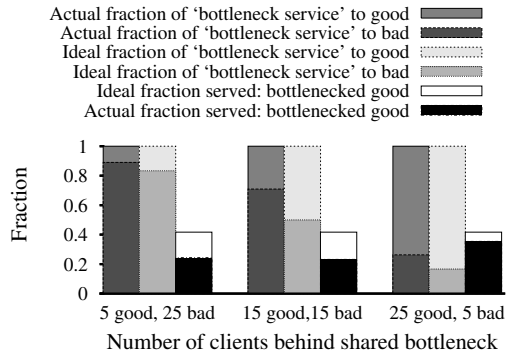 Actual fraction of ‘bottleneck service’ to good
Actual fraction of ‘bottleneck service’ to bad
Ideal fraction of ‘bottleneck service’ to good
Ideal fraction of ‘bottleneck service’ to bad
Ideal fraction served: bottlenecked good
Actual fraction served: bottlenecked good
1
0.8
0.6
0.4
0.2
0
Fraction
5 good, 25 bad 15 good,15 bad 25 good, 5 bad
Number of clients behind shared bottleneck